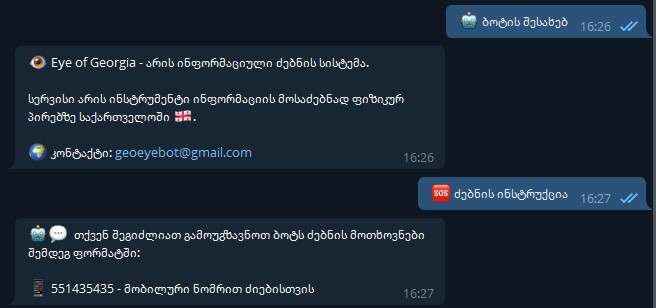 🤖 ბოტის შესახებ 16:26
👁️ Eye of Georgia - არის ინფორმაციული ძებნის სისტემა.
სერვისი არის ინსტრუმენტი ინფორმაციის მოსაძებნად ფიზიკურ
პირებზე საქართველოში 🇬🇪.
🌍 კონტაქტი: geoeyebot@gmail.com 16:26
🆘 ძებნის ინსტრუქცია 16:27
🤖💬 თქვენ შეგიძლიათ გამოუგზავნოთ ბოტს ძებნის მოთხოვნები
შემდეგ ფორმატში:
📱 551435435 - მობილური ნომრით ძიებისთვის 16:27